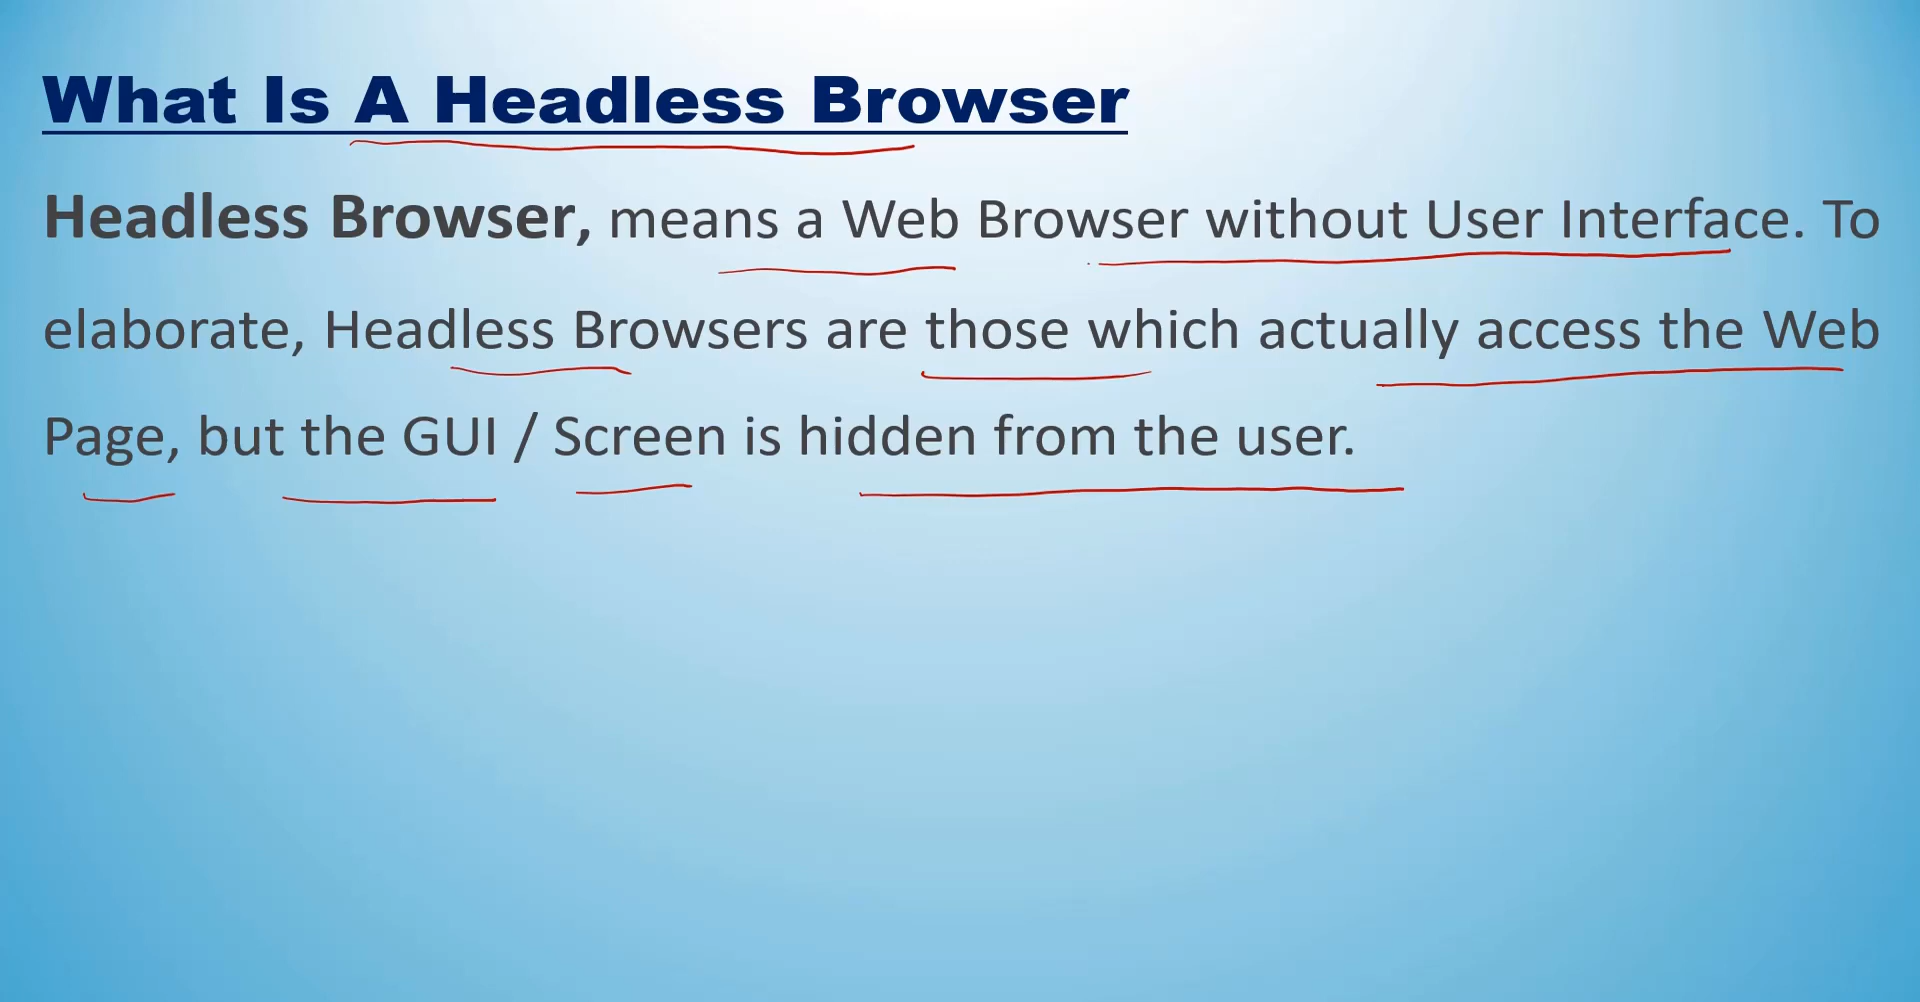 What Is A Headless Browser
Headless Browser, means a Web Browser without User Interface. To
elaborate, Headless Browsers are those which actually access the Web
Page, but the GUI / Screen is hidden from the user.